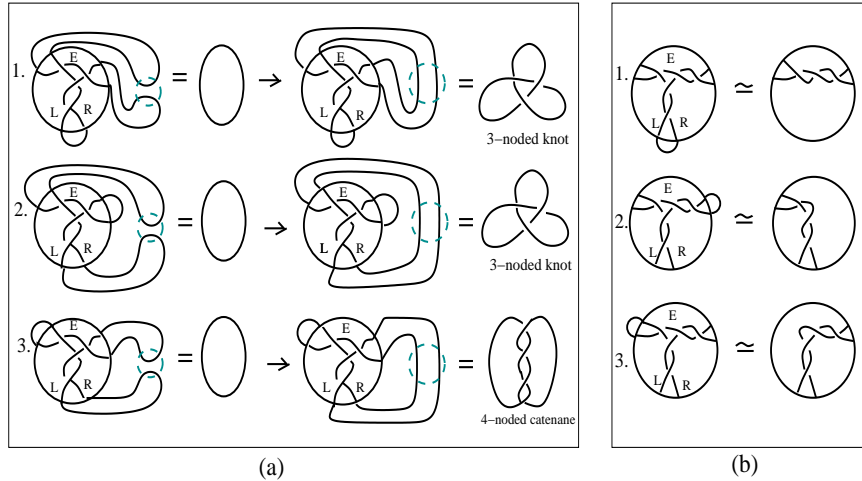 1.
E
L
R
=
→
=
3−noded knot
2.
E
L
R
=
→
E
L
R
=
3−noded knot
3.
E
L
R
=
→
E
L
R
=
4−noded catenane
(a)
1.
E
L
R
≃
2.
E
L
R
≃
3.
E
L
R
≃
(b)